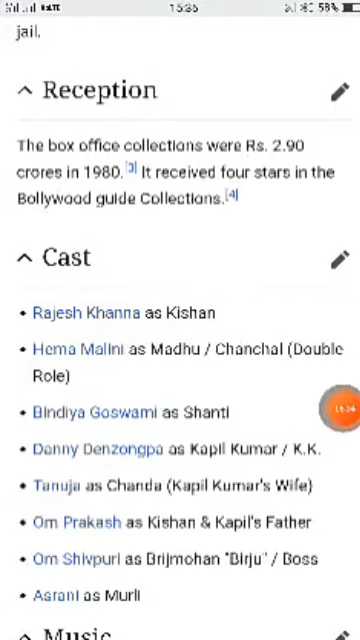 15:36
58%
jail.
Reception
The box office collections were Rs. 2.90
crores in 1980.[3] It received four stars in the
Bollywood guide Collections.[4]
Cast
• Rajesh Khanna as Kishan
• Hema Malini as Madhu / Chanchal (Double
Role)
• Bindiya Goswami as Shanti
• Danny Denzongpa as Kapil Kumar / K.K.
• Tanuja as Chanda (Kapil Kumar's Wife)
• Om Prakash as Kishan & Kapil's Father
• Om Shivpuri as Brijmohan "Birju" / Boss
• Asrani as Murli
Music